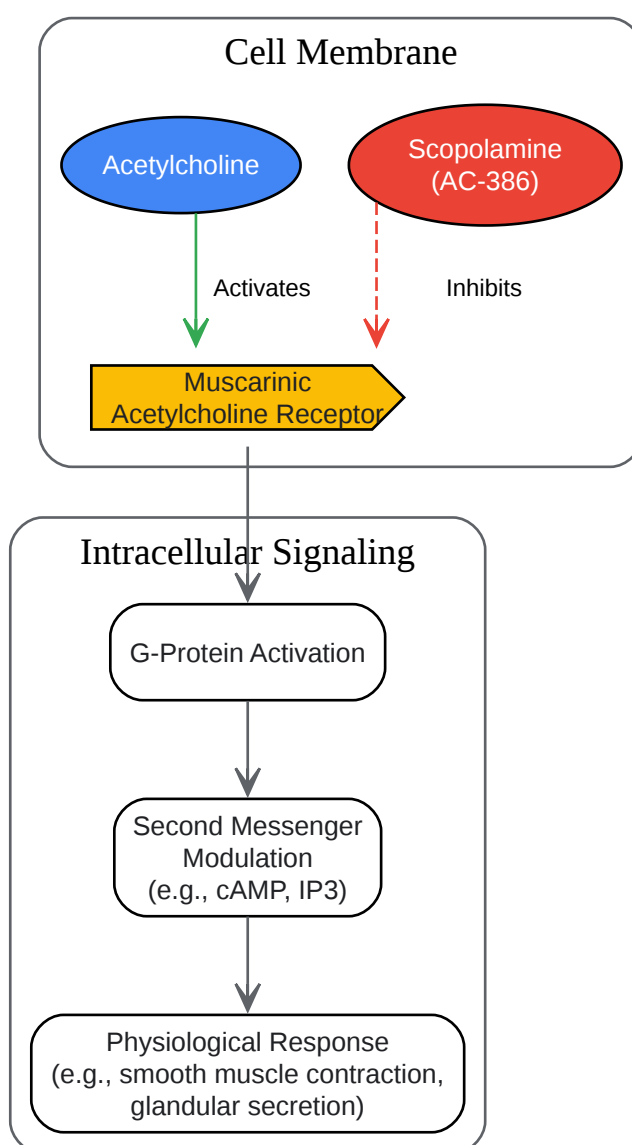 Cell Membrane
Acetylcholine
Scopolamine
(AC-386)
Activates
Inhibits
Muscarinic
Acetylcholine Receptor
Intracellular Signaling
G-Protein Activation
Second Messenger
Modulation
(e.g., cAMP, IP3)
Physiological Response
(e.g., smooth muscle contraction,
glandular secretion)